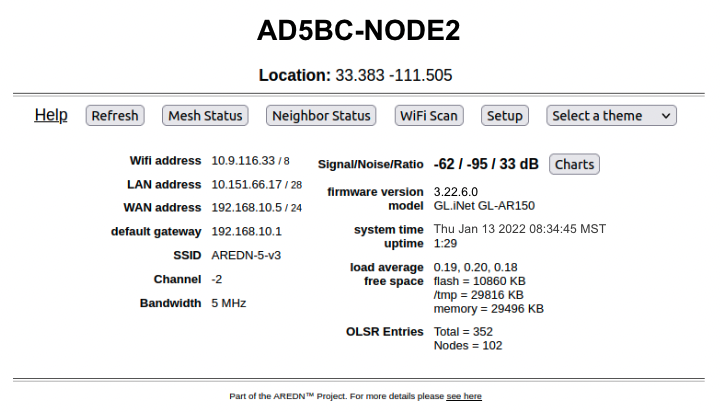 AD5BC-NODE2
Location: 33.383 -111.505
Help Refresh Mesh Status Neighbor Status WiFi Scan Setup Select a theme
Wifi address 10.9.116.33 / 8
LAN address 10.151.66.17 / 28
WAN address 192.168.10.5 / 24
default gateway 192.168.10.1
SSID AREDN-5-v3
Channel -2
Bandwidth 5 MHz
Signal/Noise/Ratio -62 / -95 / 33 dB Charts
firmware version 3.22.6.0
model GL.iNet GL-AR150
system time Thu Jan 13 2022 08:34:45 MST
uptime 1:29
load average 0.19, 0.20, 0.18
free space flash = 10860 KB
/tmp = 29816 KB
memory = 29496 KB
OLSR Entries Total = 352
Nodes = 102
Part of the AREDN™ Project. For more details please see here